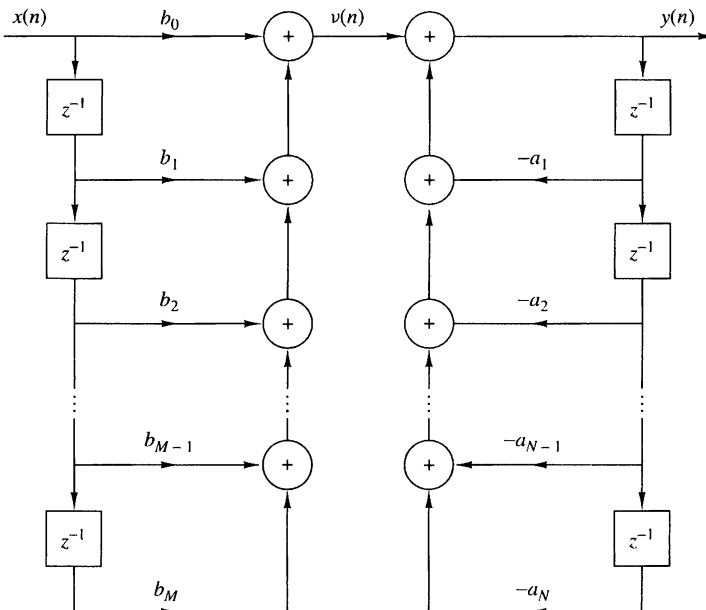 x(n) b₀ + v(n) + y(n)
z⁻¹ z⁻¹
b₁ + + −a₁
z⁻¹ z⁻¹
b₂ + + −a₂
⋮ ⋮ ⋮ ⋮
b_{M−1} + + −a_{N−1}
z⁻¹ z⁻¹
b_M −a_N